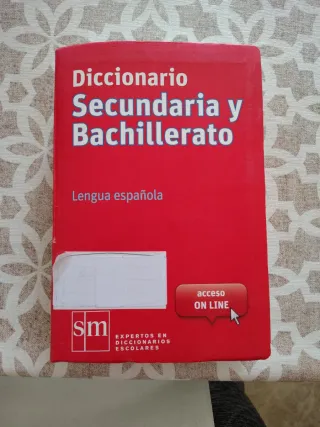 Diccionario
Secundaria y
Bachillerato
Lengua española
acceso
ON LINE
sm
EXPERTOS EN
DICCIONARIOS
ESCOLARES